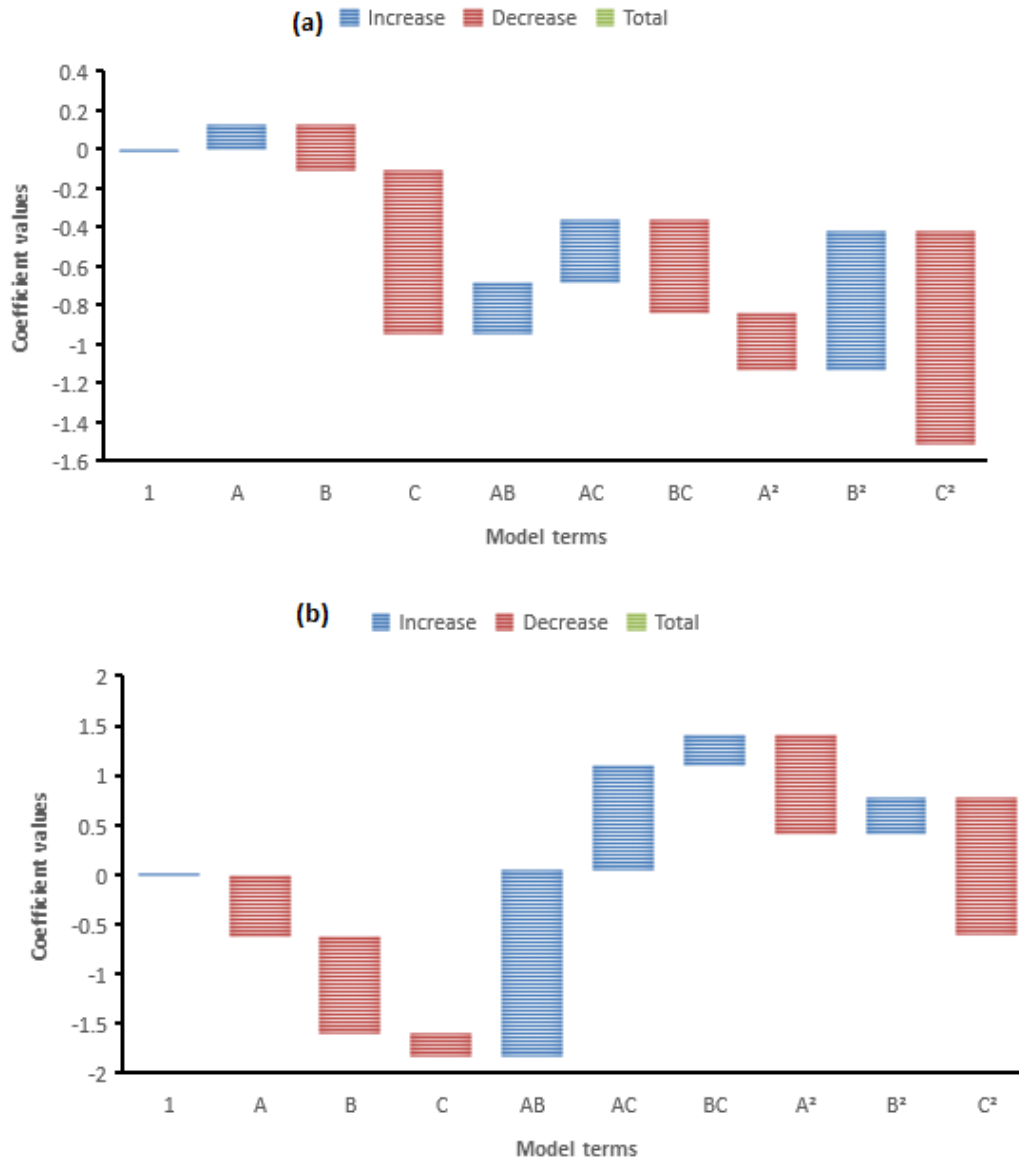 (a) Increase Decrease Total
0.4
0.2
0
-0.2
-0.4
-0.6
-0.8
-1
-1.2
-1.4
-1.6
Coefficient values
1 A B C AB AC BC A² B² C²
Model terms
(b) Increase Decrease Total
2
1.5
1
0.5
0
-0.5
-1
-1.5
-2
Coefficient values
1 A B C AB AC BC A² B² C²
Model terms